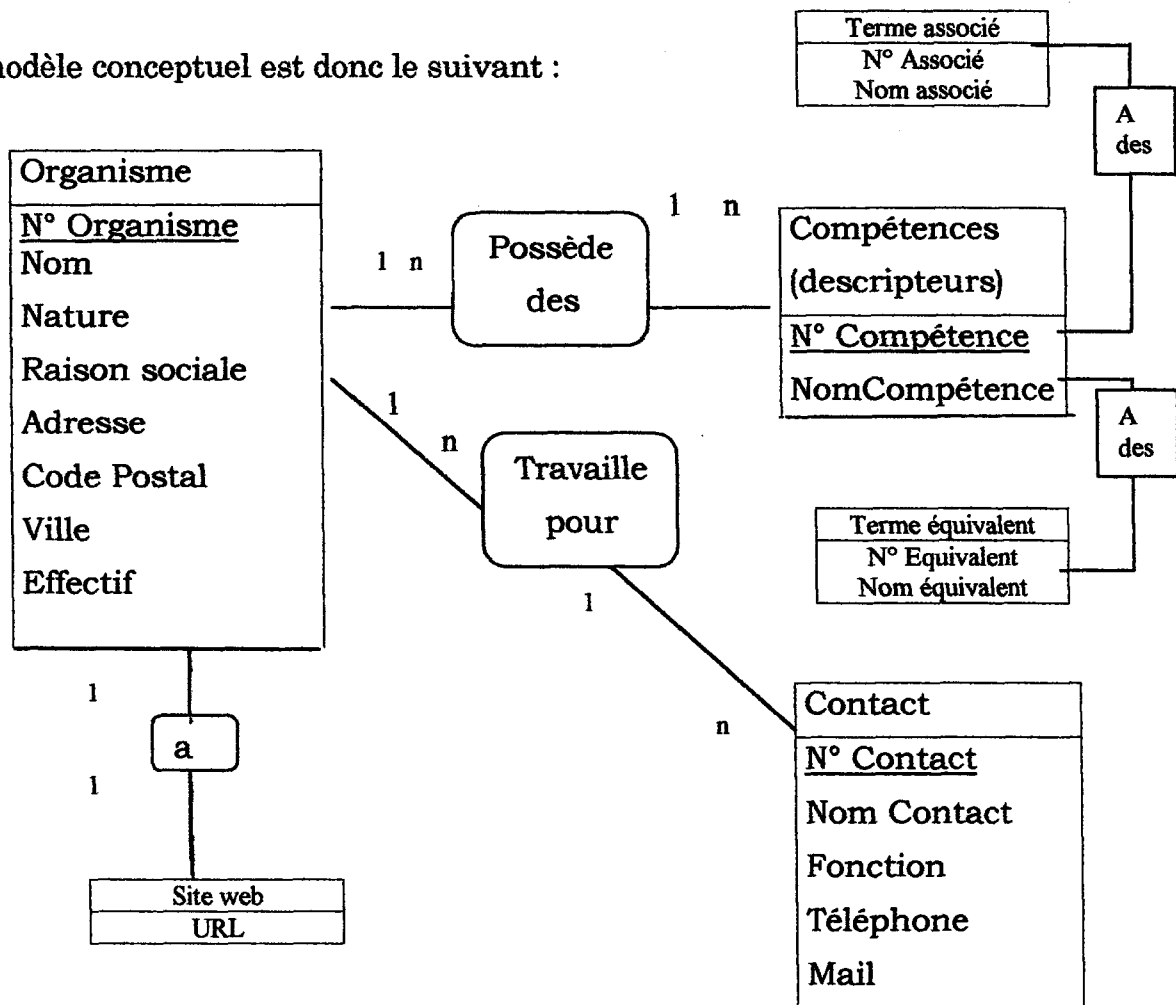 Terme associé
N° Associé
Nom associé
modèle conceptuel est donc le suivant :
A
des
Organisme
N° Organisme
Nom
Nature
Raison sociale
Adresse
Code Postal
Ville
Effectif
1 n
Possède
des
1 n
Compétences
(descripteurs)
N° Compétence
NomCompétence
A
des
1
n
Travaille
pour
Terme équivalent
N° Equivalent
Nom équivalent
1
n
1
a
1
Site web
URL
Contact
N° Contact
Nom Contact
Fonction
Téléphone
Mail